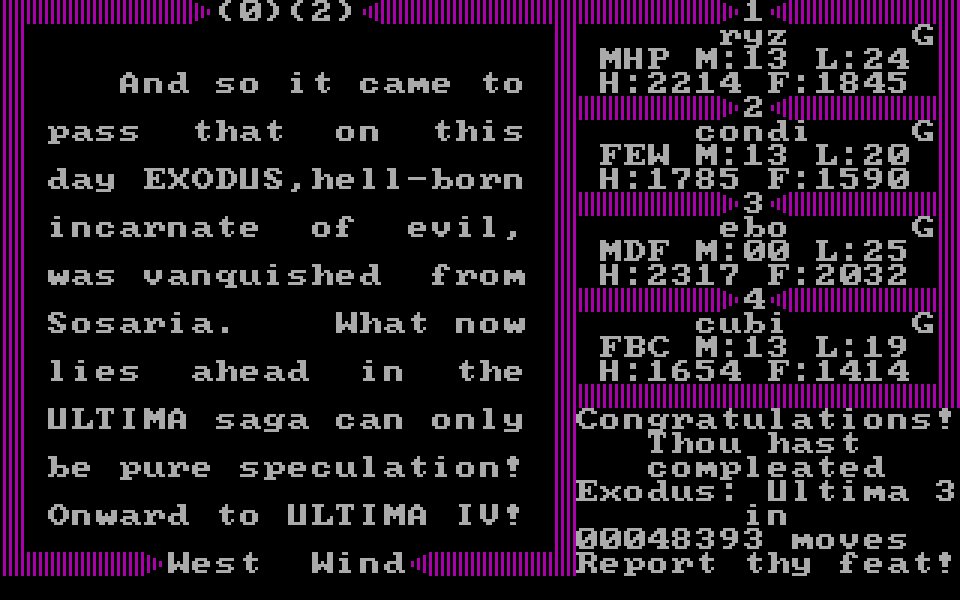 (0)(2)
And so it came to
pass that on this
day EXODUS,hell-born
incarnate of evil,
was vanquished from
Sosaria. What now
lies ahead in the
ULTIMA saga can only
be pure speculation!
Onward to ULTIMA IV!
West Wind
1
ryz G
MHP M:13 L:24
H:2214 F:1845
2
condi G
FEW M:13 L:20
H:1785 F:1590
3
ebo G
MDF M:00 L:25
H:2317 F:2032
4
cubi G
FBC M:13 L:19
H:1654 F:1414
Congratulations!
Thou hast
compleated
Exodus: Ultima 3
in
00048393 moves
Report thy feat!